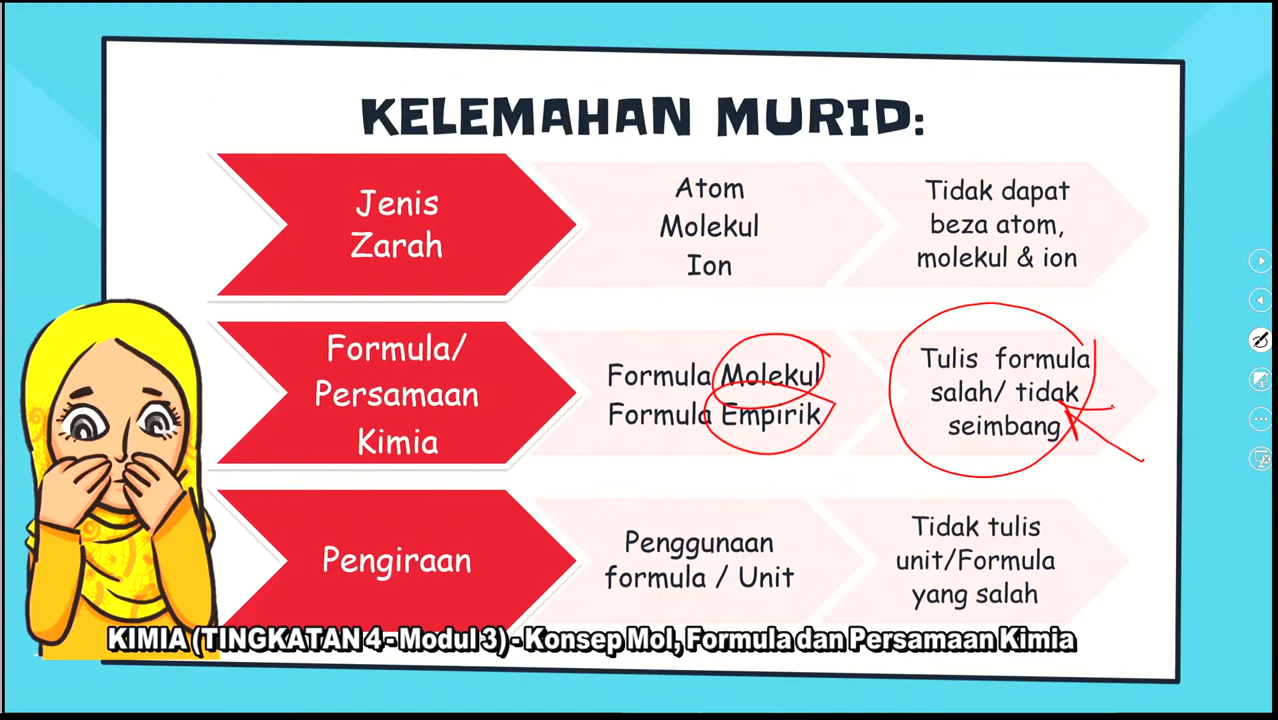 KELEMAHAN MURID:
Jenis
Zarah
Atom
Molekul
Ion
Tidak dapat
beza atom,
molekul & ion
Formula/
Persamaan
Kimia
Formula Molekul
Formula Empirik
Tulis formula
salah/ tidak
seimbang
Pengiraan
Penggunaan
formula / Unit
Tidak tulis
unit/Formula
yang salah
KIMIA (TINGKATAN 4 - Modul 3) - Konsep Mol, Formula dan Persamaan Kimia